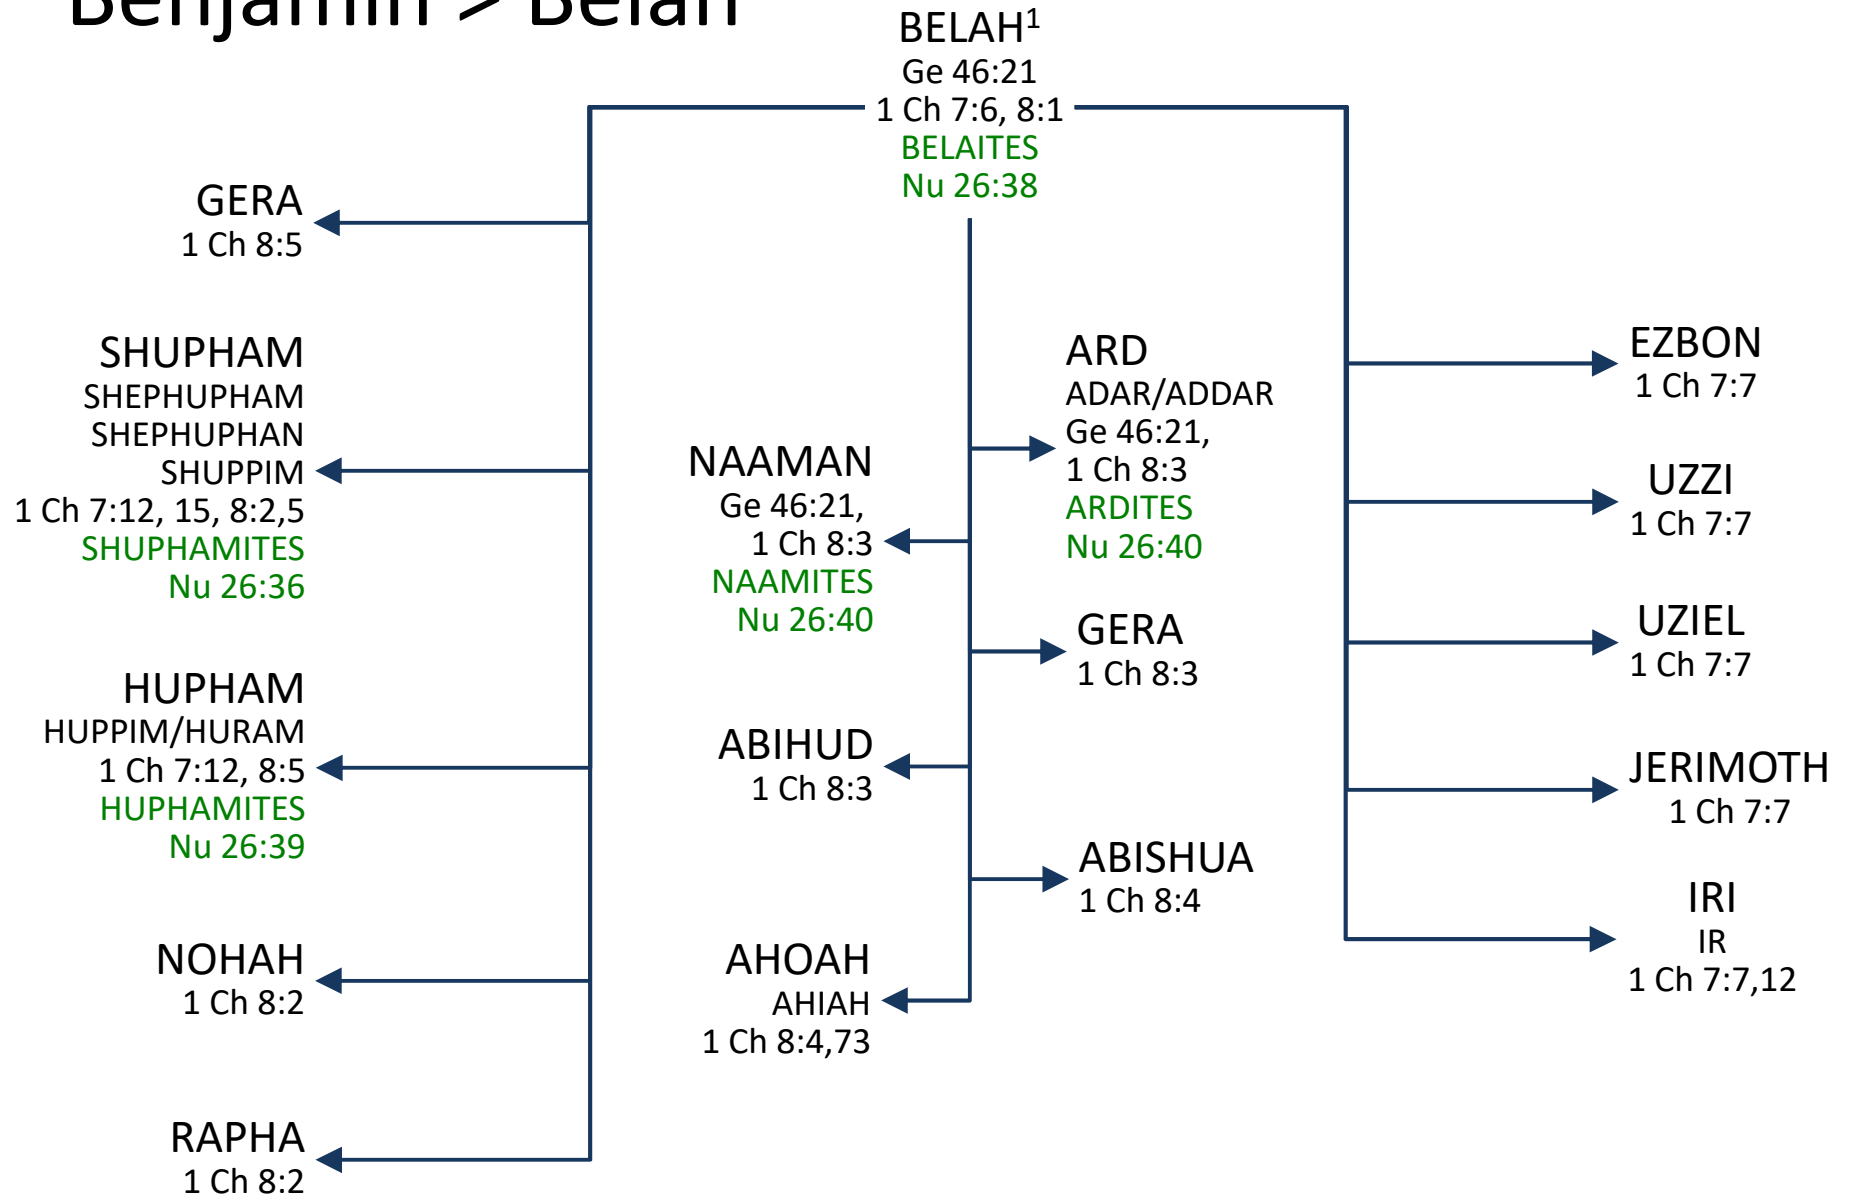 Benjamin > Belah
BELAH1
Ge 46:21
1 Ch 7:6, 8:1
BELAITES
Nu 26:38
GERA
1 Ch 8:5
SHUPHAM
SHEPHUPHAM
SHEPHUPHAN
SHUPPIM
1 Ch 7:12, 15, 8:2,5
SHUPHAMITES
Nu 26:36
HUPHAM
HUPPIM/HURAM
1 Ch 7:12, 8:5
HUPHAMITES
Nu 26:39
NOHAH
1 Ch 8:2
RAPHA
1 Ch 8:2
NAAMAN
Ge 46:21,
1 Ch 8:3
NAAMITES
Nu 26:40
ABIHUD
1 Ch 8:3
AHOAH
AHIAH
1 Ch 8:4,73
ARD
ADAR/ADDAR
Ge 46:21,
1 Ch 8:3
ARDITES
Nu 26:40
GERA
1 Ch 8:3
ABISHUA
1 Ch 8:4
EZBON
1 Ch 7:7
UZZI
1 Ch 7:7
UZIEL
1 Ch 7:7
JERIMOTH
1 Ch 7:7
IRI
IR
1 Ch 7:7,12